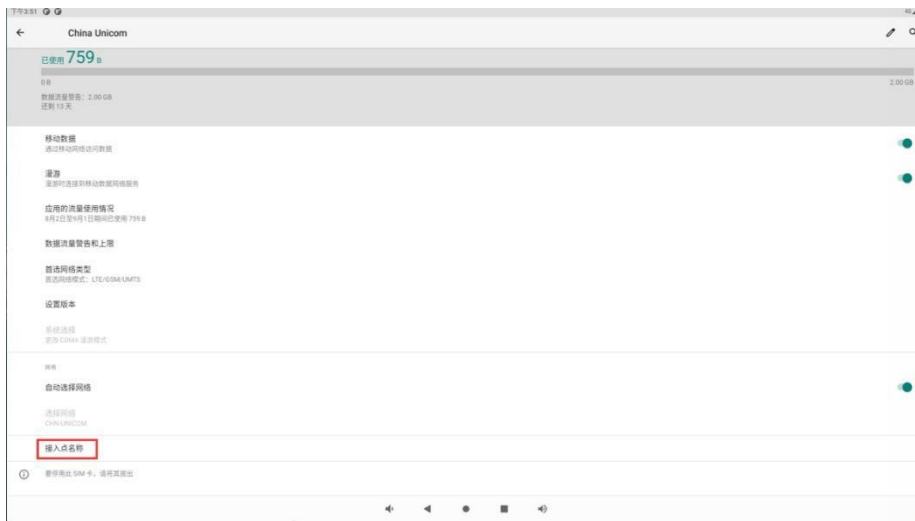 下午3:51
4G
China Unicom
已使用 759 B
0 B
2.00 GB
数据流量警告：2.00 GB
还剩 13 天
移动数据
通过移动网络访问数据
漫游
漫游时连接到移动数据网络服务
应用的流量使用情况
8月2日至9月1日期间已使用 759 B
数据流量警告和上限
首选网络类型
首选网络模式：LTE/GSM/UMTS
设置版本
系统选择
更改 CDMA 漫游模式
网络
自动选择网络
选择网络
CHN-UNICOM
接入点名称
要停用此 SIM 卡，请将其拔出